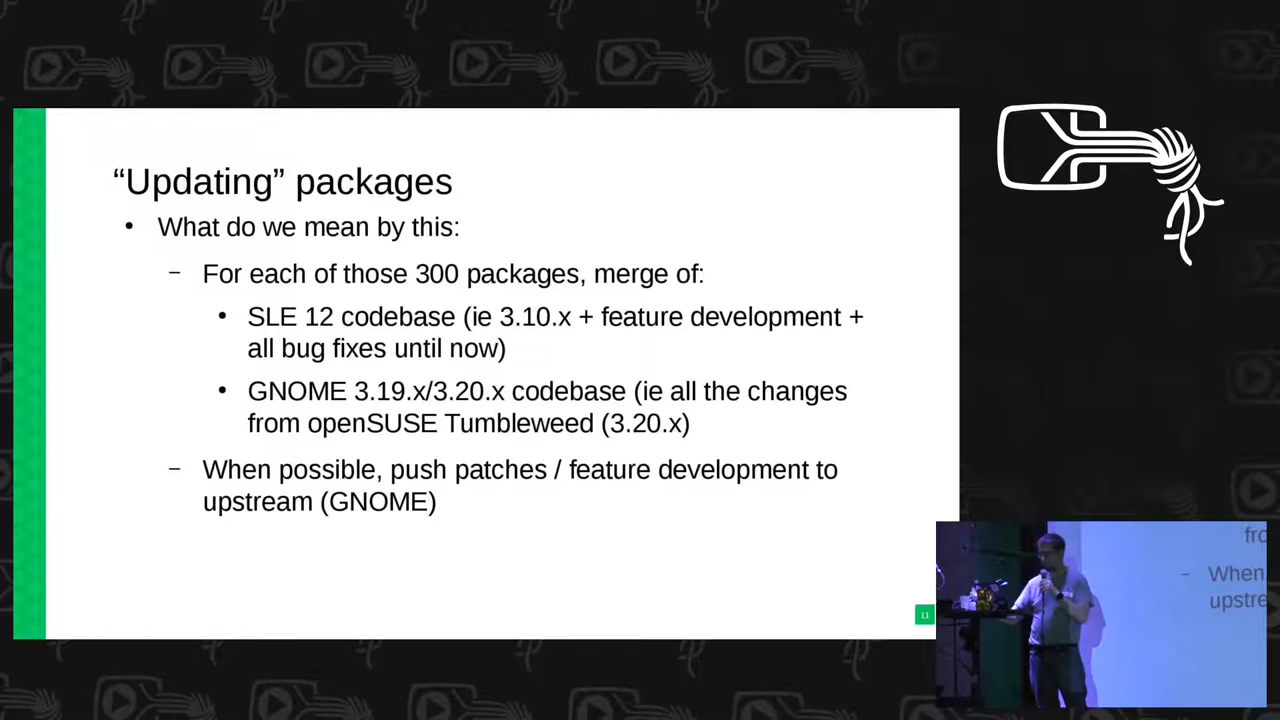 “Updating” packages
• What do we mean by this:
– For each of those 300 packages, merge of:
• SLE 12 codebase (ie 3.10.x + feature development +
all bug fixes until now)
• GNOME 3.19.x/3.20.x codebase (ie all the changes
from openSUSE Tumbleweed (3.20.x)
– When possible, push patches / feature development to
upstream (GNOME)
11
fro
– When
upstre